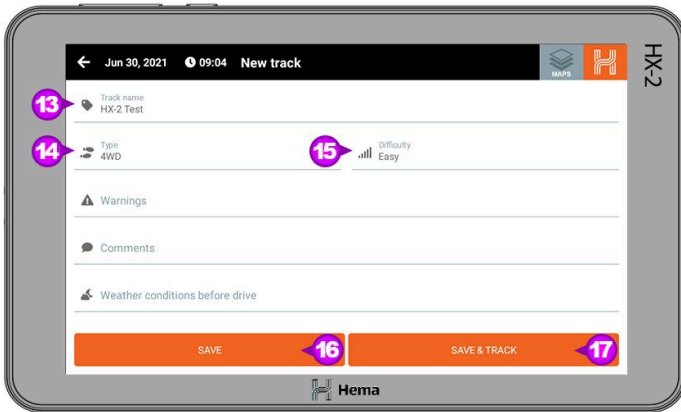 HX-2
Jun 30, 2021 09:04 New track
MAPS
13
Track name
HX-2 Test
14
Type
4WD
15
Difficulty
Easy
Warnings
Comments
Weather conditions before drive
SAVE
16
SAVE & TRACK
17
Hema